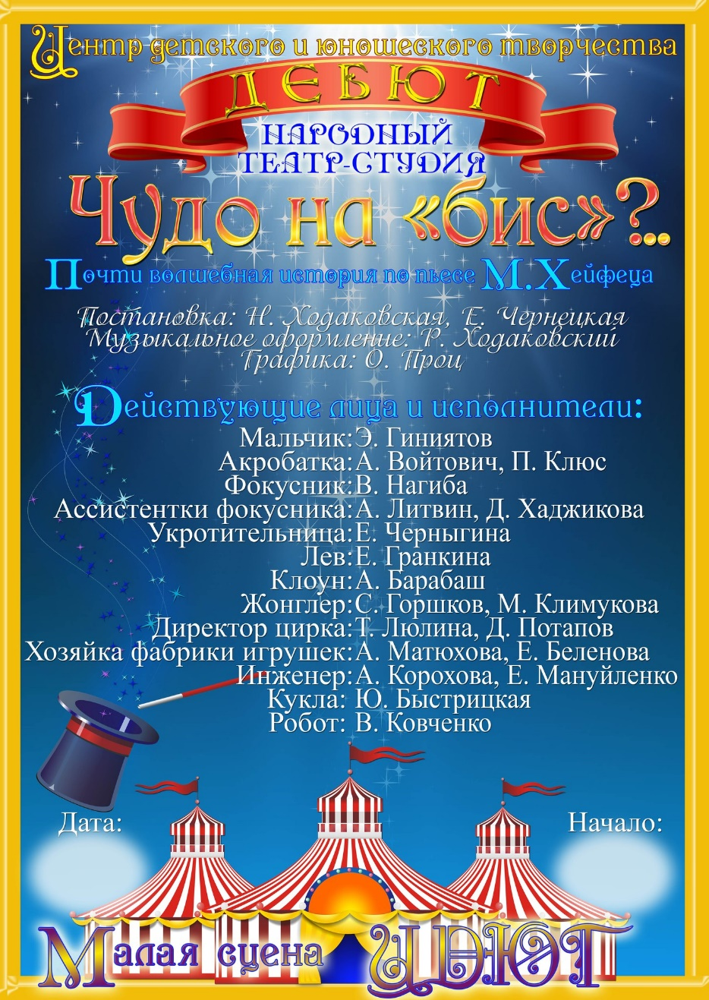 Центр детского и юношеского творчества
ДЕБЮТ
НАРОДНЫЙ
ТЕАТР-СТУДИЯ
Чудо на «бис»?..
Почти волшебная история по пьесе М.Хейфеца
Постановка: Н. Ходаковская, Е. Чернецкая
Музыкальное оформление: Р. Ходаковский
Графика: О. Проц
Действующие лица и исполнители:
Мальчик: Э. Гиниятов
Акробатка: А. Войтович, П. Клюс
Фокусник: В. Нагиба
Ассистентки фокусника: А. Литвин, Д. Хаджикова
Укротительница: Е. Черныгина
Лев: Е. Гранкина
Клоун: А. Барабаш
Жонглер: С. Горшков, М. Климукова
Директор цирка: Т. Люлина, Д. Потапов
Хозяйка фабрики игрушек: А. Матюхова, Е. Беленова
Инженер: А. Корохова, Е. Мануйленко
Кукла: Ю. Быстрицкая
Робот: В. Ковченко
Дата: Начало:
Малая сцена ЦДЮТ